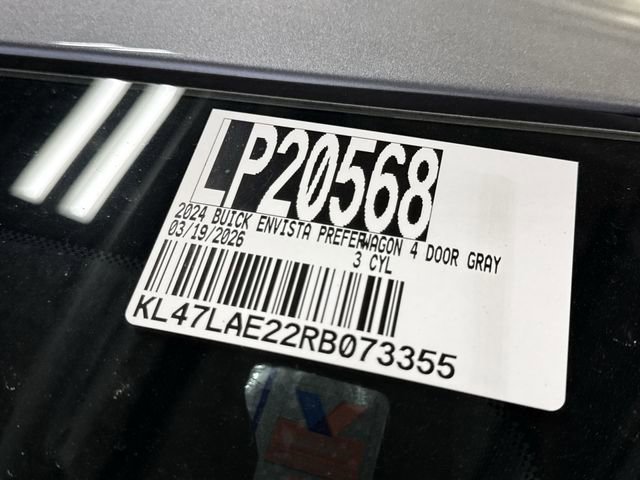 LP20568
2024 BUICK ENVISTA PREFERWAGON 4 DOOR GRAY
03/19/2026 3 CYL
KL47LAE22RB073355